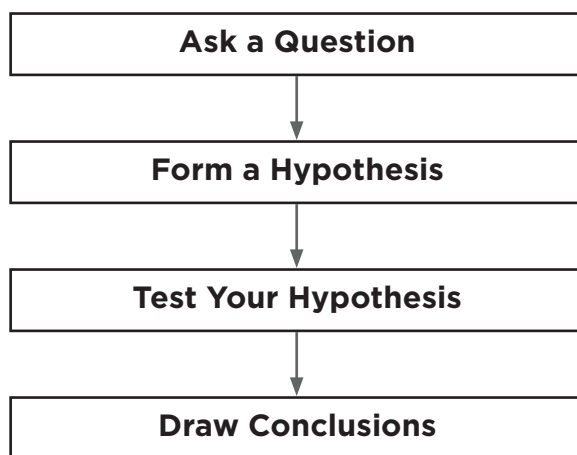 Ask a Question
Form a Hypothesis
Test Your Hypothesis
Draw Conclusions